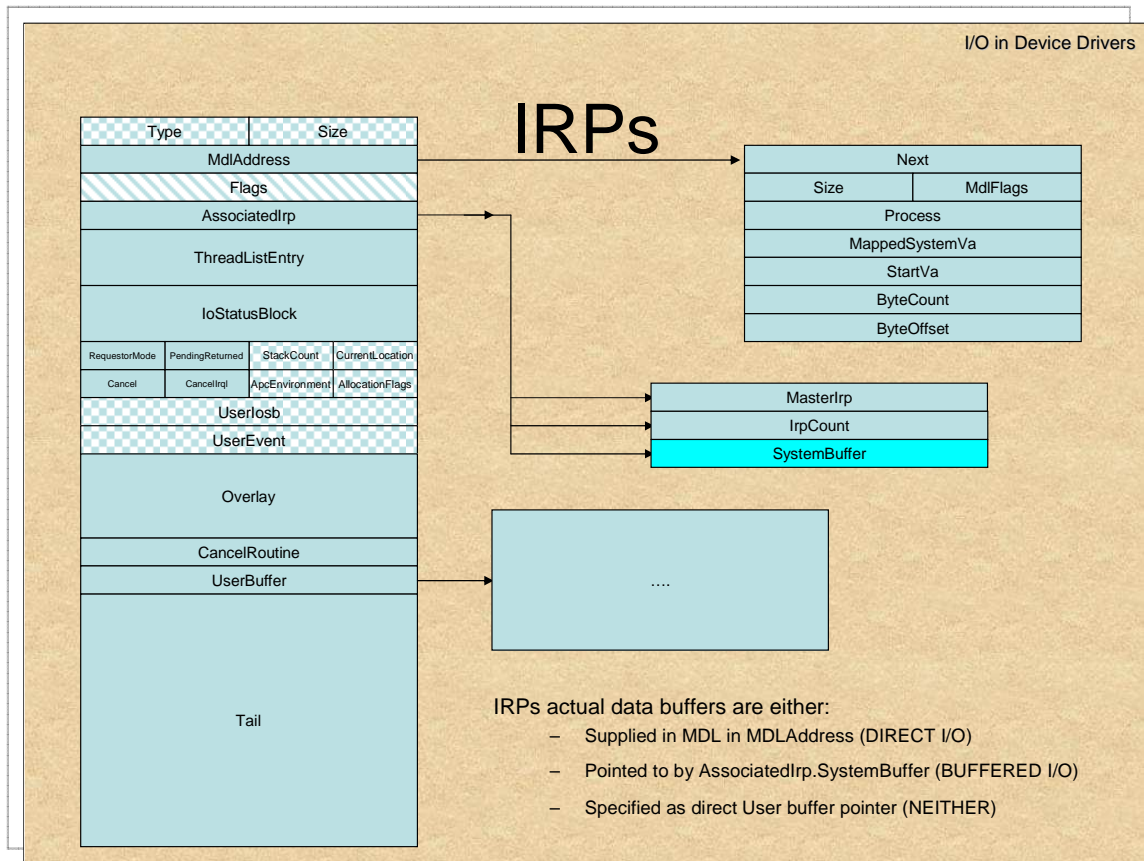 I/O in Device Drivers
IRPs
Type Size
MdlAddress
Flags
AssociatedIrp
ThreadListEntry
IoStatusBlock
RequestorMode PendingReturned StackCount CurrentLocation
Cancel CancelIrql ApcEnvironment AllocationFlags
UserIosb
UserEvent
Overlay
CancelRoutine
UserBuffer
Tail
Next
Size MdlFlags
Process
MappedSystemVa
StartVa
ByteCount
ByteOffset
MasterIrp
IrpCount
SystemBuffer
....
IRPs actual data buffers are either:
– Supplied in MDL in MDLAddress (DIRECT I/O)
– Pointed to by AssociatedIrp.SystemBuffer (BUFFERED I/O)
– Specified as direct User buffer pointer (NEITHER)